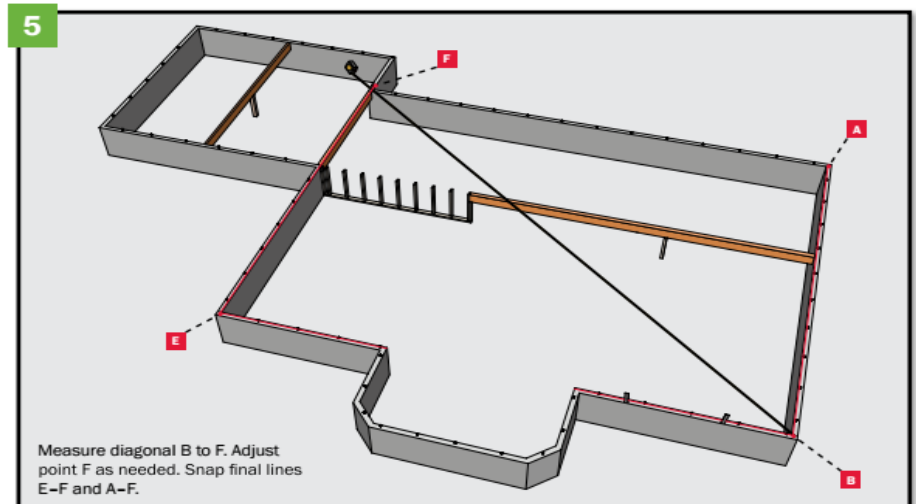 5
F
A
E
B
Measure diagonal B to F. Adjust
point F as needed. Snap final lines
E–F and A–F.